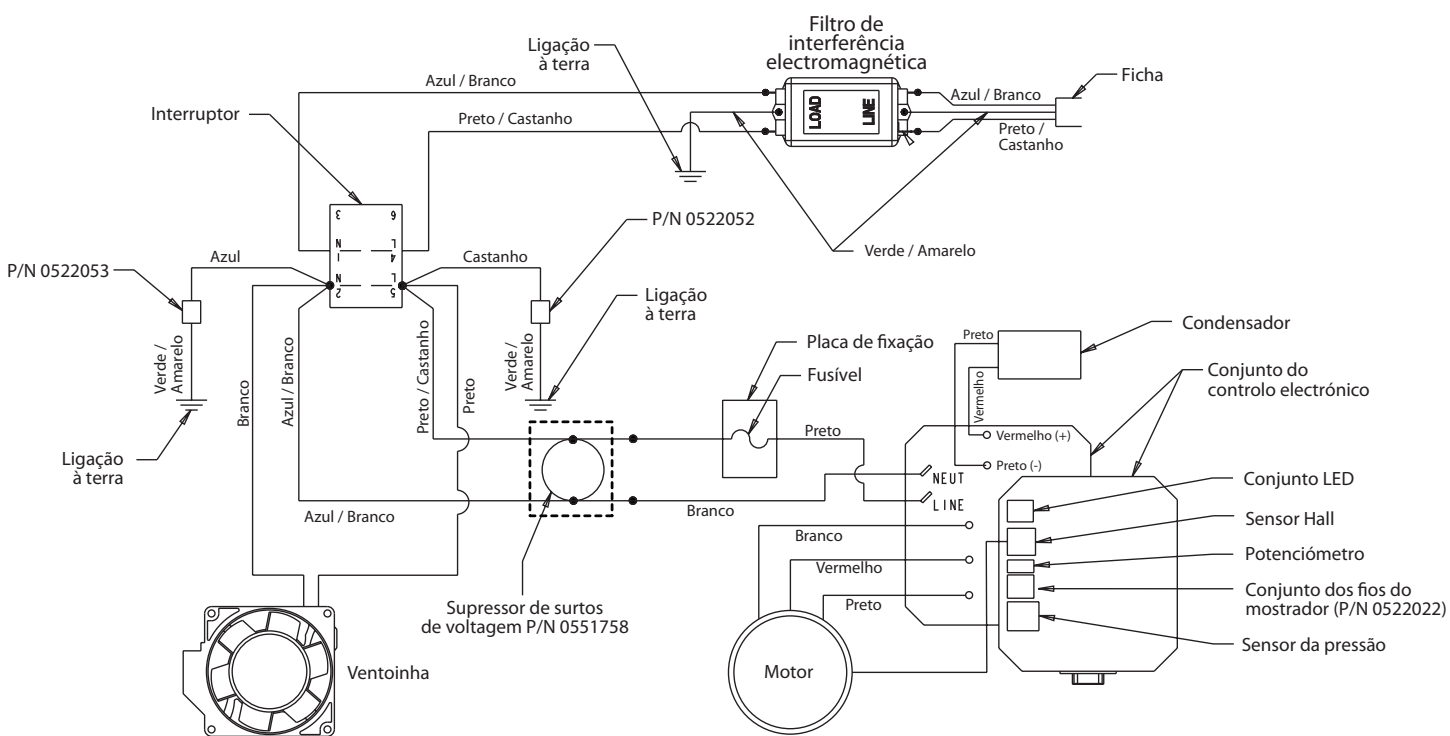 Filtro de
interferência
electromagnética
Ligação
à terra
Ficha
Azul / Branco
Azul / Branco
LOAD
LINE
Interruptor
Preto / Castanho
Preto /
Castanho
3
6
P/N 0522052
N
1
L
4
Verde / Amarelo
Azul
Castanho
P/N 0522053
N
2
L
5
Ligação
à terra
Condensador
Preto
Placa de fixação
Verde /
Amarelo
Branco
Azul / Branco
Preto / Castanho
Preto
Verde /
Amarelo
Fusível
Vermelho
Conjunto do
controlo electrónico
Preto
Vermelho (+)
Ligação
à terra
Preto (-)
NEUT
Conjunto LED
LINE
Azul / Branco
Branco
Sensor Hall
Branco
Potenciómetro
Vermelho
Conjunto dos fios do
mostrador (P/N 0522022)
Preto
Supressor de surtos
de voltagem P/N 0551758
Sensor da pressão
Ventoinha
Motor